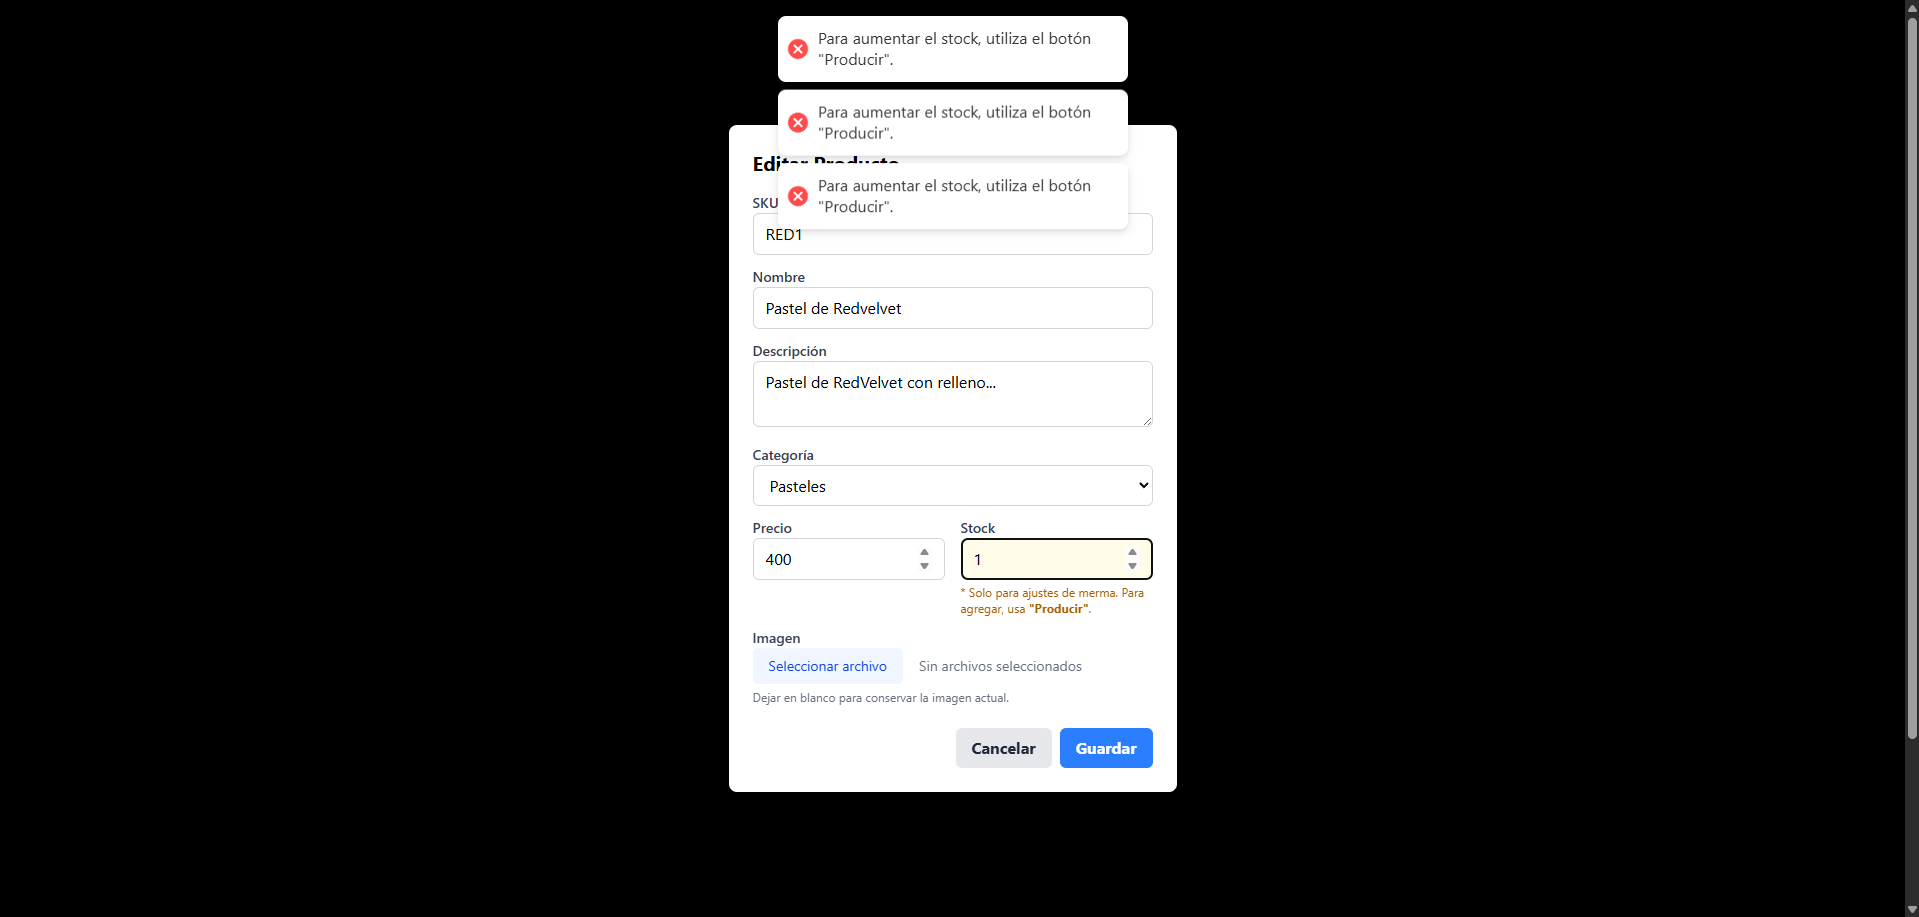 Para aumentar el stock, utiliza el botón
"Producir".
Para aumentar el stock, utiliza el botón
"Producir".
Editar Producto
Para aumentar el stock, utiliza el botón
"Producir".
SKU
RED1
Nombre
Pastel de Redvelvet
Descripción
Pastel de RedVelvet con relleno...
Categoría
Pasteles
Precio
Stock
400
1
* Solo para ajustes de merma. Para
agregar, usa "Producir".
Imagen
Seleccionar archivo
Sin archivos seleccionados
Dejar en blanco para conservar la imagen actual.
Cancelar
Guardar